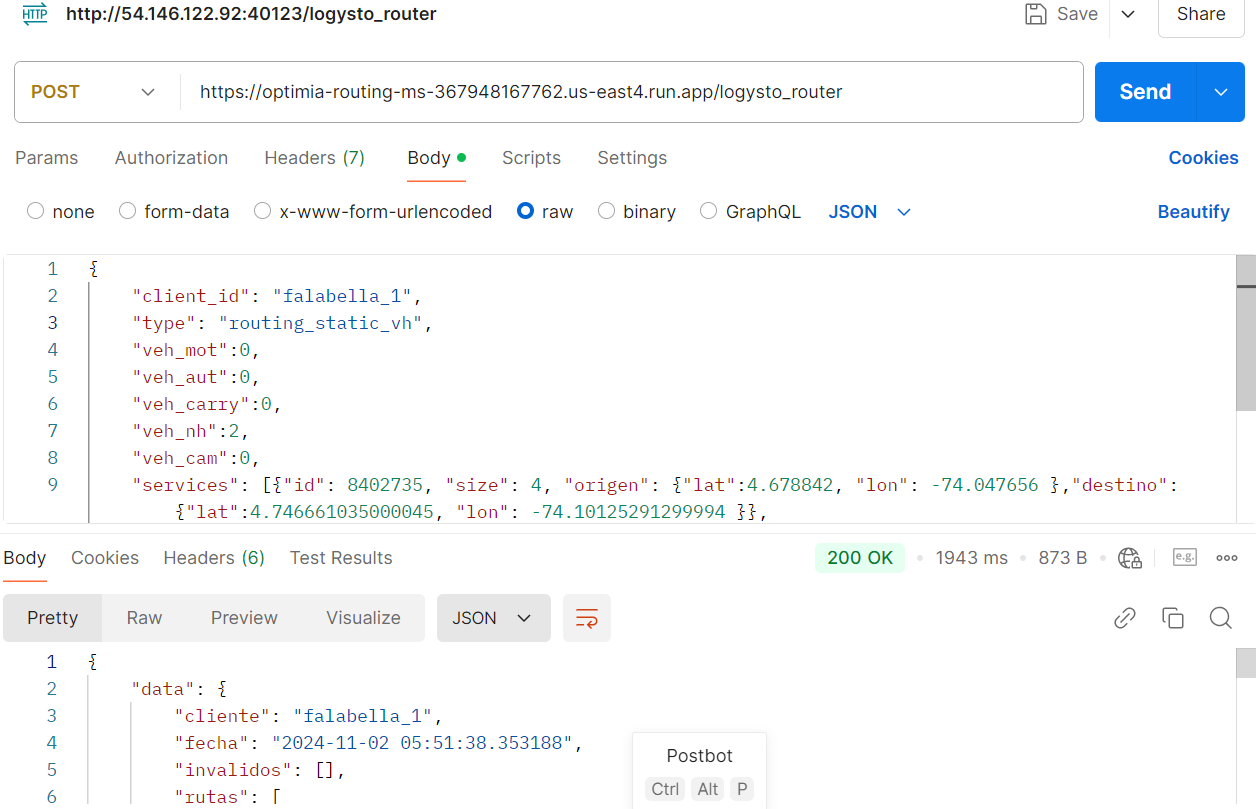 HTTP http://54.146.122.92:40123/logysto_router Save Share
POST https://optimia-routing-ms-367948167762.us-east4.run.app/logysto_router Send
Params Authorization Headers (7) Body Scripts Settings Cookies
none form-data x-www-form-urlencoded raw binary GraphQL JSON Beautify
1 {
2 "client_id": "falabella_1",
3 "type": "routing_static_vh",
4 "veh_mot":0,
5 "veh_aut":0,
6 "veh_carry":0,
7 "veh_nh":2,
8 "veh_cam":0,
9 "services": [{"id": 8402735, "size": 4, "origen": {"lat":4.678842, "lon": -74.047656 },"destino":
{"lat":4.746661035000045, "lon": -74.10125291299994 }},
Body Cookies Headers (6) Test Results 200 OK 1943 ms 873 B e.g.
Pretty Raw Preview Visualize JSON
1 {
2 "data": {
3 "cliente": "falabella_1",
4 "fecha": "2024-11-02 05:51:38.353188",
5 "invalidos": [],
6 "rutas": [
Postbot
Ctrl Alt P